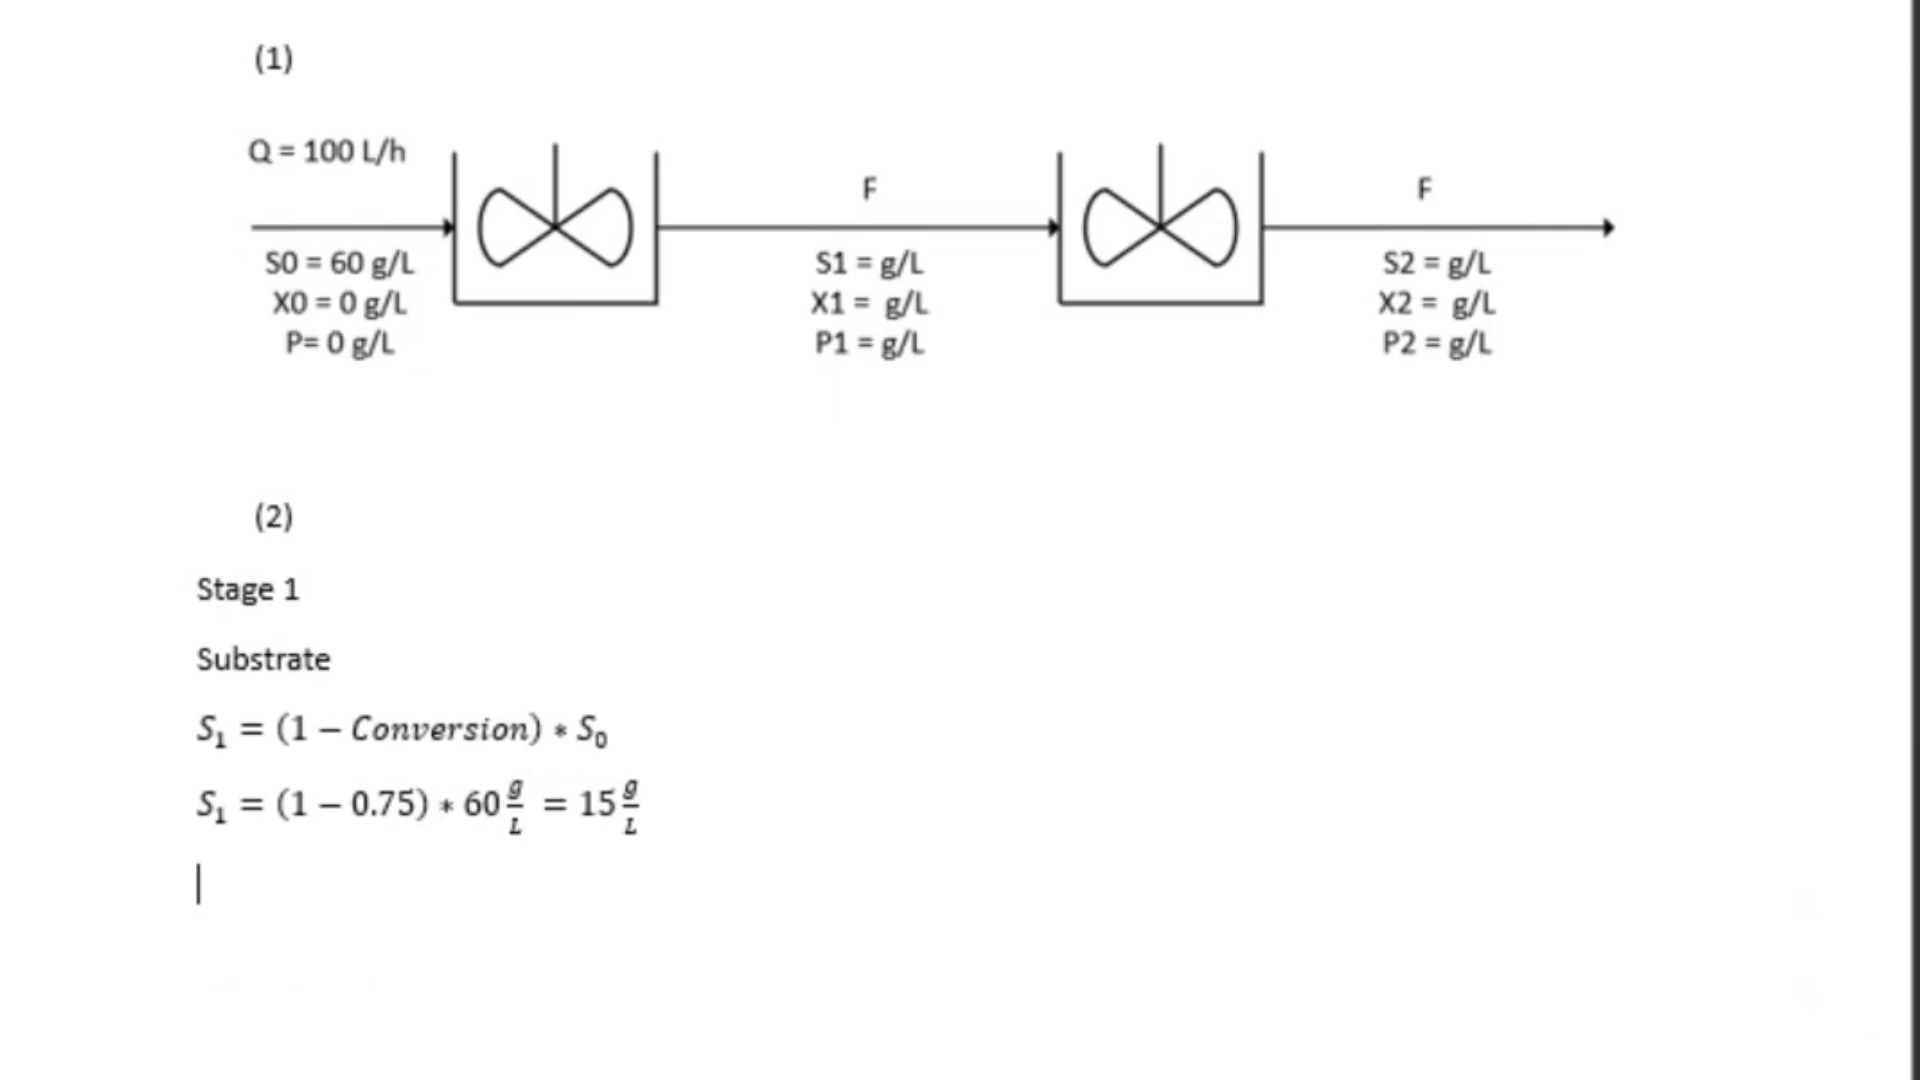 (1)
Q = 100 L/h
F
F
S0 = 60 g/L
S1 = g/L
S2 = g/L
X0 = 0 g/L
X1 = g/L
X2 = g/L
P= 0 g/L
P1 = g/L
P2 = g/L
(2)
Stage 1
Substrate
S₁ = (1 − Conversion) * S₀
S₁ = (1 − 0.75) * 60 g/L = 15 g/L